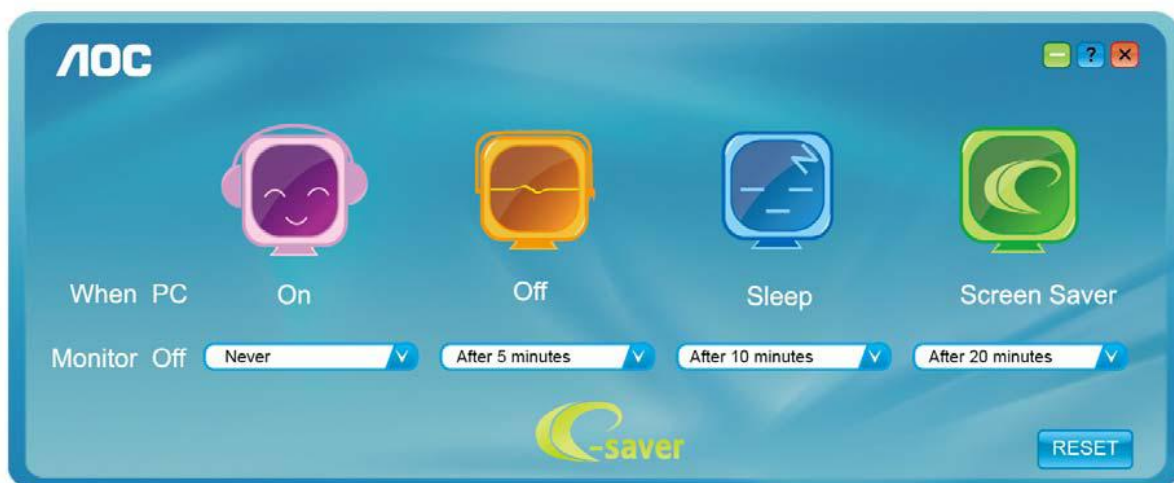 AOC
?
When PC On Off Sleep Screen Saver
Monitor Off Never After 5 minutes After 10 minutes After 20 minutes
e-saver
RESET